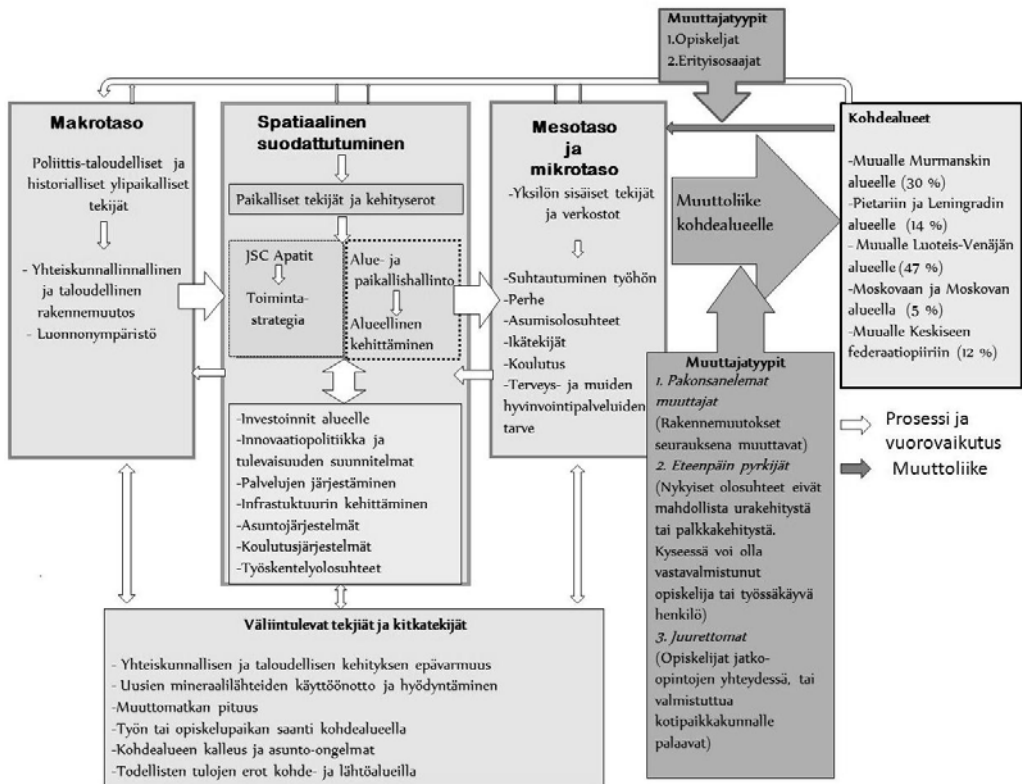 Muuttajatyypit
1.Opiskeljat
2.Erityisosaajat
Makrotaso
Poliittis-taloudelliset ja
historialliset ylipaikalliset
tekijät
- Yhteiskunnallinnallinen
ja taloudellinen
rakennemuutos
- Luonnonympäristö
Spatiaalinen
suodattutuminen
Paikalliset tekijät ja kehityserot
JSC Apatit
Toiminta-
strategia
Alue- ja
paikallishallinto
Alueellinen
kehittäminen
-Investoinnit alueelle
-Innovaatiopolitiikka ja
tulevaisuuden suunnitelmat
-Palvelujen järjestäminen
-Infrastuktuurin kehittäminen
-Asuntojärjestelmät
-Koulutusjärjestelmät
-Työskentelyolosuhteet
Mesotaso
ja
mikrotaso
-Yksilön sisäiset tekijät
ja verkostot
-Suhtautuminen työhön
-Perhe
-Asumisolosuhteet
-Ikätekijät
-Koulutus
-Terveys- ja muiden
hyvinvointipalveluiden
tarve
Muuttoliike
kohdealueelle
Kohdealueet
-Muualle Murmanskin
alueelle (30 %)
-Pietariin ja Leningradin
alueelle (14 %)
- Muualle Luoteis-Venäjän
alueelle (47 %)
-Moskovaan ja Moskovan
alueella (5 %)
-Muualle Keskiseen
federaatiopiiriin (12 %)
Muuttajatyypit
1. Pakonsanelemat
muuttajat
(Rakennemuutokset
seurauksena muuttavat)
2. Eteenpäin pyrkijät
(Nykyiset olosuhteet eivät
mahdollista urakehitystä
tai palkkakehitystä.
Kyseessä voi olla
vastavalmistunut
opiskelija tai työssäkäyvä
henkilö)
3. Juurettomat
(Opiskelijat jatko-
opintojen yhteydessä, tai
valmistuttua
kotipaikkakunnalle
palaavat)
Prosessi ja
vuorovaikutus
Muuttoliike
Väliintulevat tekjiät ja kitkatekijät
- Yhteiskunnallisen ja taloudellisen kehityksen epävarmuus
- Uusien mineraalilähteiden käyttöönotto ja hyödyntäminen
-Muuttomatkan pituus
-Työn tai opiskelupaikan saanti kohdealueella
-Kohdealueen kalleus ja asunto-ongelmat
-Todellisten tulojen erot kohde- ja lähtöalueilla